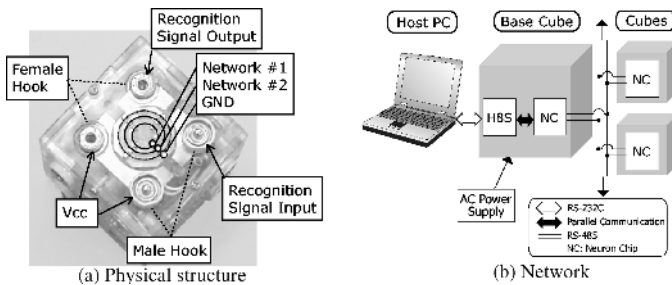 Recognition
Signal Output
Female
Hook
Network #1
Network #2
GND
Vcc
Recognition
Signal Input
Male Hook
(a) Physical structure
Host PC
Base Cube
Cubes
NC
H8S
NC
NC
AC Power
Supply
RS-232C
Parallel Communication
RS-485
NC: Neuron Chip
(b) Network